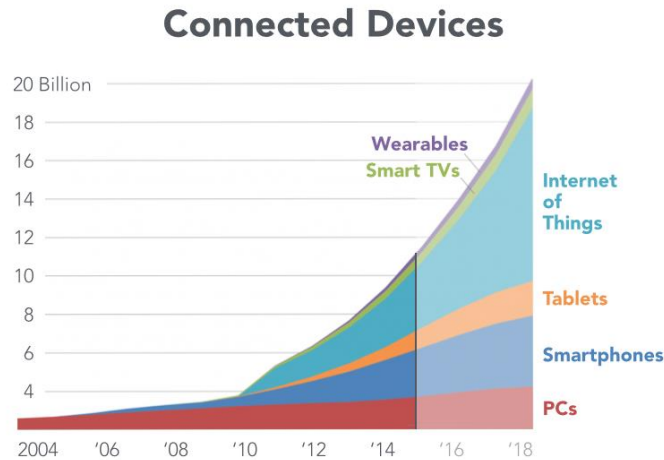 Connected Devices
20 Billion
18
16
14
12
10
8
6
4
Wearables
Smart TVs
Internet
of
Things
Tablets
Smartphones
PCs
2004 '06 '08 '10 '12 '14 '16 '18